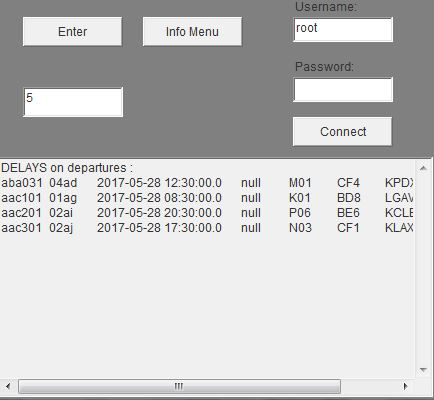 Username:
Enter
Info Menu
root
Password:
5
Connect
DELAYS on departures :
aba031 04ad 2017-05-28 12:30:00.0 null M01 CF4 KPDX
aac101 01ag 2017-05-28 08:30:00.0 null K01 BD8 LGAV
aac201 02ai 2017-05-28 20:30:00.0 null P06 BE6 KCLE
aac301 02aj 2017-05-28 17:30:00.0 null N03 CF1 KLAX